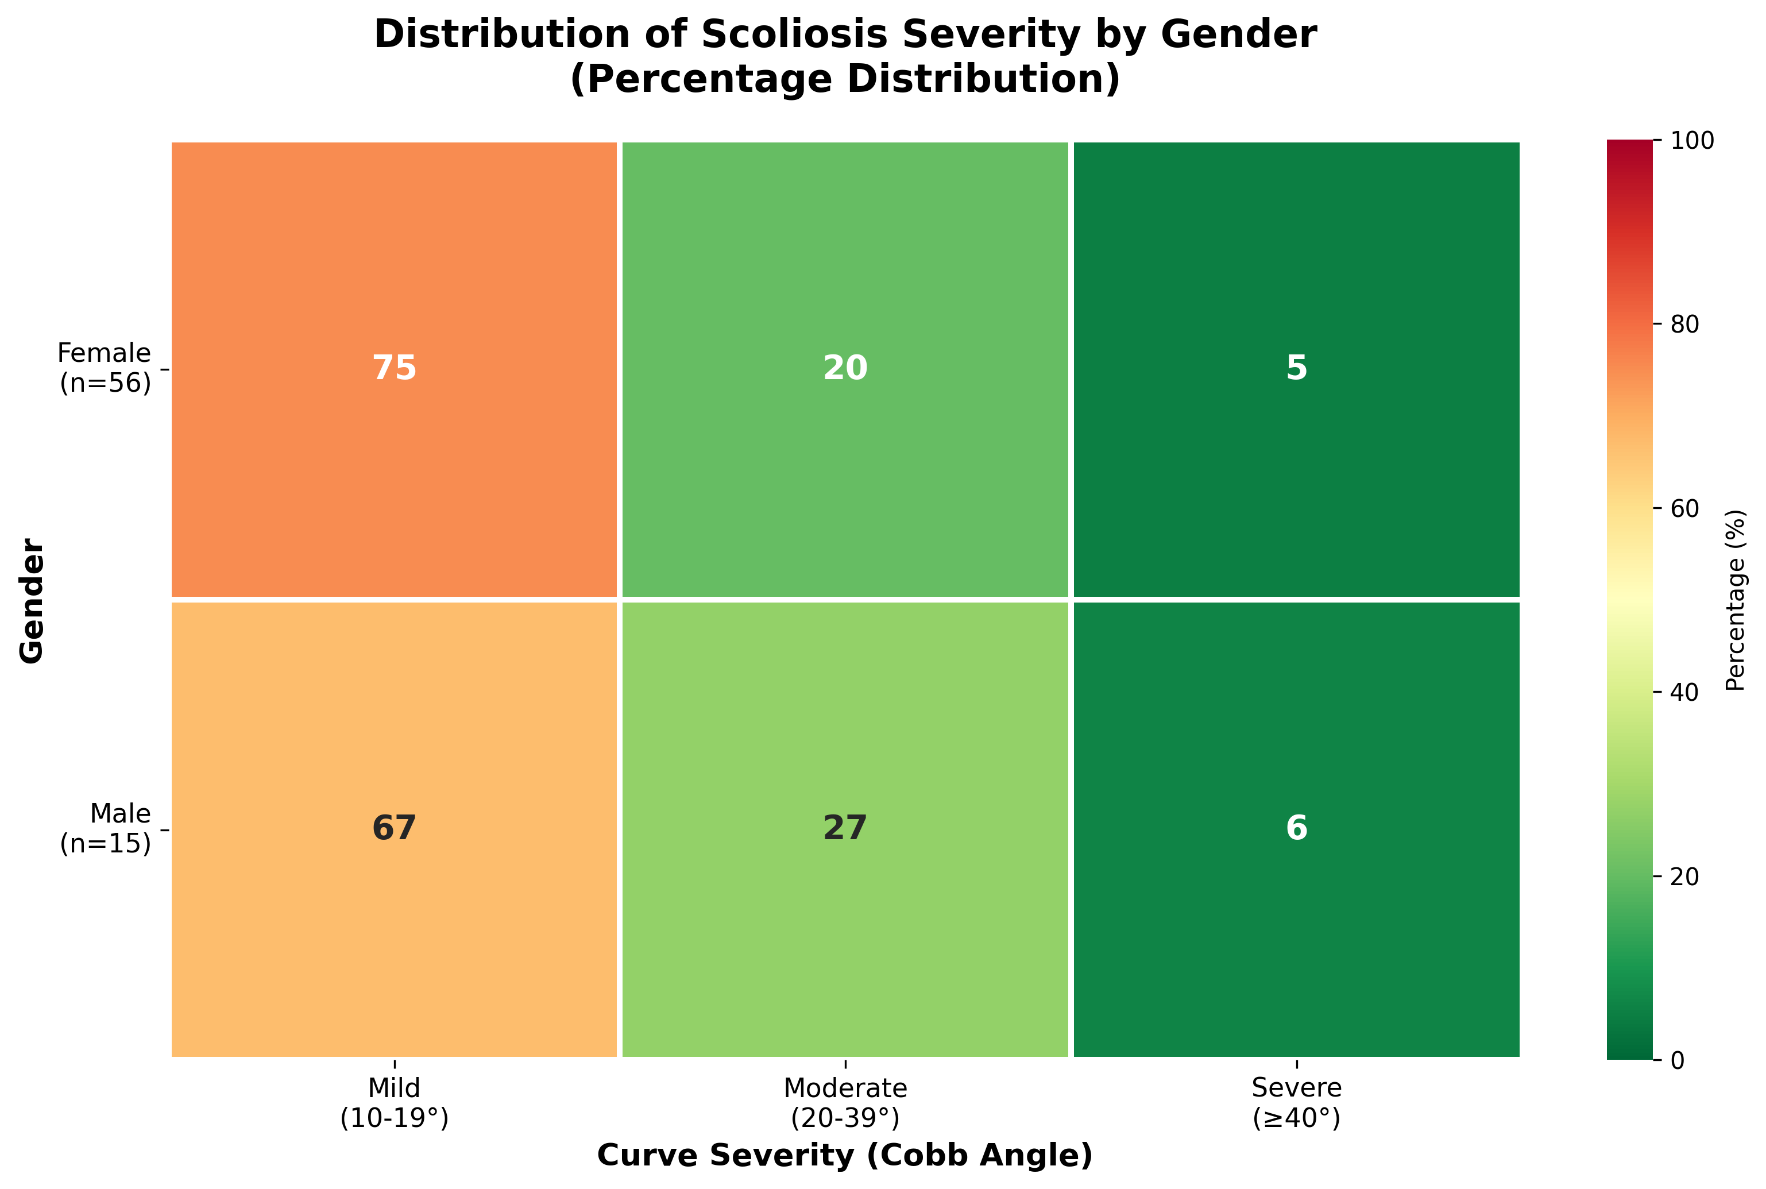 Distribution of Scoliosis Severity by Gender
(Percentage Distribution)
Gender
Female
(n=56)
75
20
5
Male
(n=15)
67
27
6
Mild
(10-19°)
Moderate
(20-39°)
Severe
(≥40°)
Curve Severity (Cobb Angle)
100
80
60
40
20
0
Percentage (%)